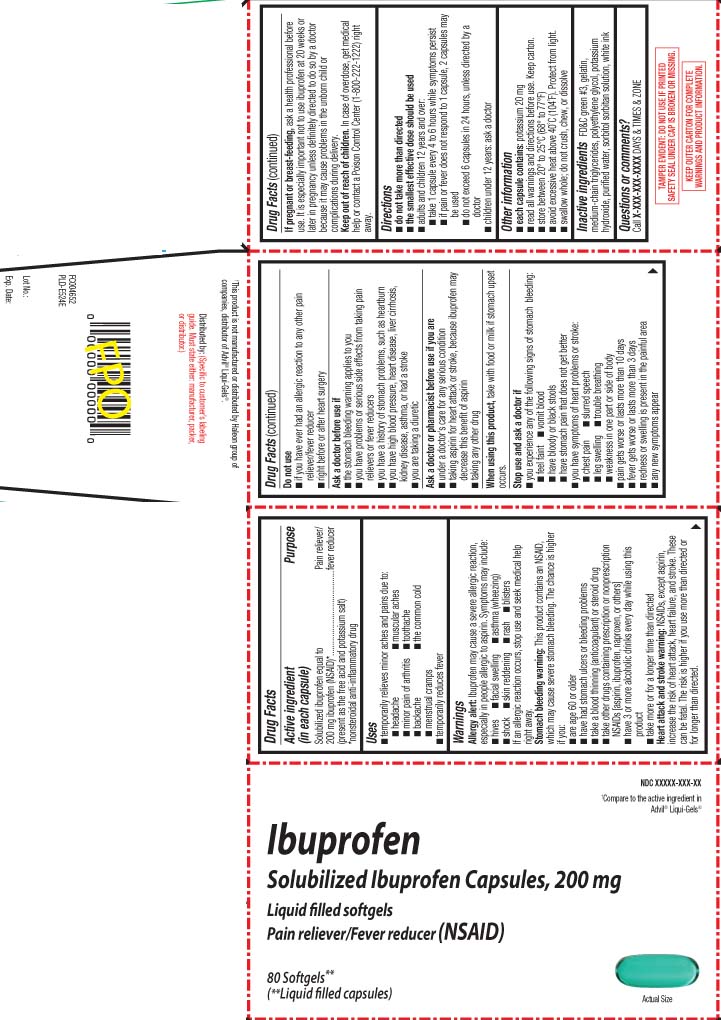 NDC XXXXX-XXX-XX
†Compare to the active ingredient in
Advil® Liqui-Gels®†
Ibuprofen
Solubilized Ibuprofen Capsules, 200 mg
Liquid filled softgels
Pain reliever/Fever reducer (NSAID)
80 Softgels**
(**Liquid filled capsules)
Actual Size
Drug Facts
Active ingredient Purpose
(in each capsule)
Solubilized ibuprofen equal to Pain reliever/
200 mg ibuprofen (NSAID)* fever reducer
(present as the free acid and potassium salt)
*nonsteroidal anti-inflammatory drug
Uses
■ temporarily relieves minor aches and pains due to:
■ headache ■ muscular aches
■ minor pain of arthritis ■ toothache
■ backache ■ the common cold
■ menstrual cramps
■ temporarily reduces fever
Warnings
Allergy alert: Ibuprofen may cause a severe allergic reaction,
especially in people allergic to aspirin. Symptoms may include:
■ hives ■ facial swelling ■ asthma (wheezing)
■ shock ■ skin reddening ■ rash ■ blisters
If an allergic reaction occurs, stop use and seek medical help
right away.
Stomach bleeding warning: This product contains an NSAID,
which may cause severe stomach bleeding. The chance is higher
if you:
■ are age 60 or older
■ have had stomach ulcers or bleeding problems
■ take a blood thinning (anticoagulant) or steroid drug
■ take other drugs containing prescription or nonprescription
NSAIDs [aspirin, ibuprofen, naproxen, or others]
■ have 3 or more alcoholic drinks every day while using this
product
■ take more or for a longer time than directed
Heart attack and stroke warning: NSAIDs, except aspirin,
increase the risk of heart attack, heart failure, and stroke. These
can be fatal. The risk is higher if you use more than directed or
for longer than directed.
Drug Facts (continued)
Do not use
■ if you have ever had an allergic reaction to any other pain
reliever/fever reducer
■ right before or after heart surgery
Ask a doctor before use if
■ the stomach bleeding warning applies to you
■ you have problems or serious side effects from taking pain
relievers or fever reducers
■ you have a history of stomach problems, such as heartburn
■ you have high blood pressure, heart disease, liver cirrhosis,
kidney disease, asthma, or had a stroke
■ you are taking a diuretic
Ask a doctor or pharmacist before use if you are
■ under a doctor's care for any serious condition
■ taking aspirin for heart attack or stroke, because ibuprofen may
decrease this benefit of aspirin
■ taking any other drug
When using this product, take with food or milk if stomach upset
occurs.
Stop use and ask a doctor if
■ you experience any of the following signs of stomach bleeding:
■ feel faint ■ vomit blood
■ have bloody or black stools
■ have stomach pain that does not get better
■ you have symptoms of heart problems or stroke:
■ chest pain ■ slurred speech
■ leg swelling ■ trouble breathing
■ weakness in one part or side of body
■ pain gets worse or lasts more than 10 days
■ fever gets worse or lasts more than 3 days
■ redness or swelling is present in the painful area
■ any new symptoms appear
Drug Facts (continued)
If pregnant or breast-feeding, ask a health professional before
use. It is especially important not to use ibuprofen at 20 weeks or
later in pregnancy unless definitely directed to do so by a doctor
because it may cause problems in the unborn child or
complications during delivery.
Keep out of reach of children. In case of overdose, get medical
help or contact a Poison Control Center (1-800-222-1222) right
away.
Directions
■ do not take more than directed
■ the smallest effective dose should be used
■ adults and children 12 years and over:
■ take 1 capsule every 4 to 6 hours while symptoms persist
■ if pain or fever does not respond to 1 capsule, 2 capsules may
be used
■ do not exceed 6 capsules in 24 hours, unless directed by a
doctor
■ children under 12 years: ask a doctor
Other information
■ each capsule contains: potassium 20 mg
■ read all warnings and directions before use. Keep carton.
■ store between 20° to 25°C (68° to 77°F)
■ avoid excessive heat above 40°C (104°F). Protect from light.
■ swallow whole; do not crush, chew, or dissolve
Inactive ingredients FD&C green #3, gelatin,
medium-chain triglycerides, polyethylene glycol, potassium
hydroxide, purified water, sorbitol sorbitan solution, white ink
Questions or comments?
Call X-XXX-XXX-XXXX DAYS & TIMES & ZONE
TAMPER EVIDENT: DO NOT USE IF PRINTED
SAFETY SEAL UNDER CAP IS BROKEN OR MISSING.
KEEP OUTER CARTON FOR COMPLETE
WARNINGS AND PRODUCT INFORMATION.
†This product is not manufactured or distributed by Haleon group of
companies, distributor of Advil® Liqui-Gels®.
Distributed by: (Specific to customer's labeling
guide. Must state either: manufacturer, packer,
or distributor.)
FPO
0 00000 00000 0
FC004652
PLD-E524E
Lot No.:
Exp. Date: